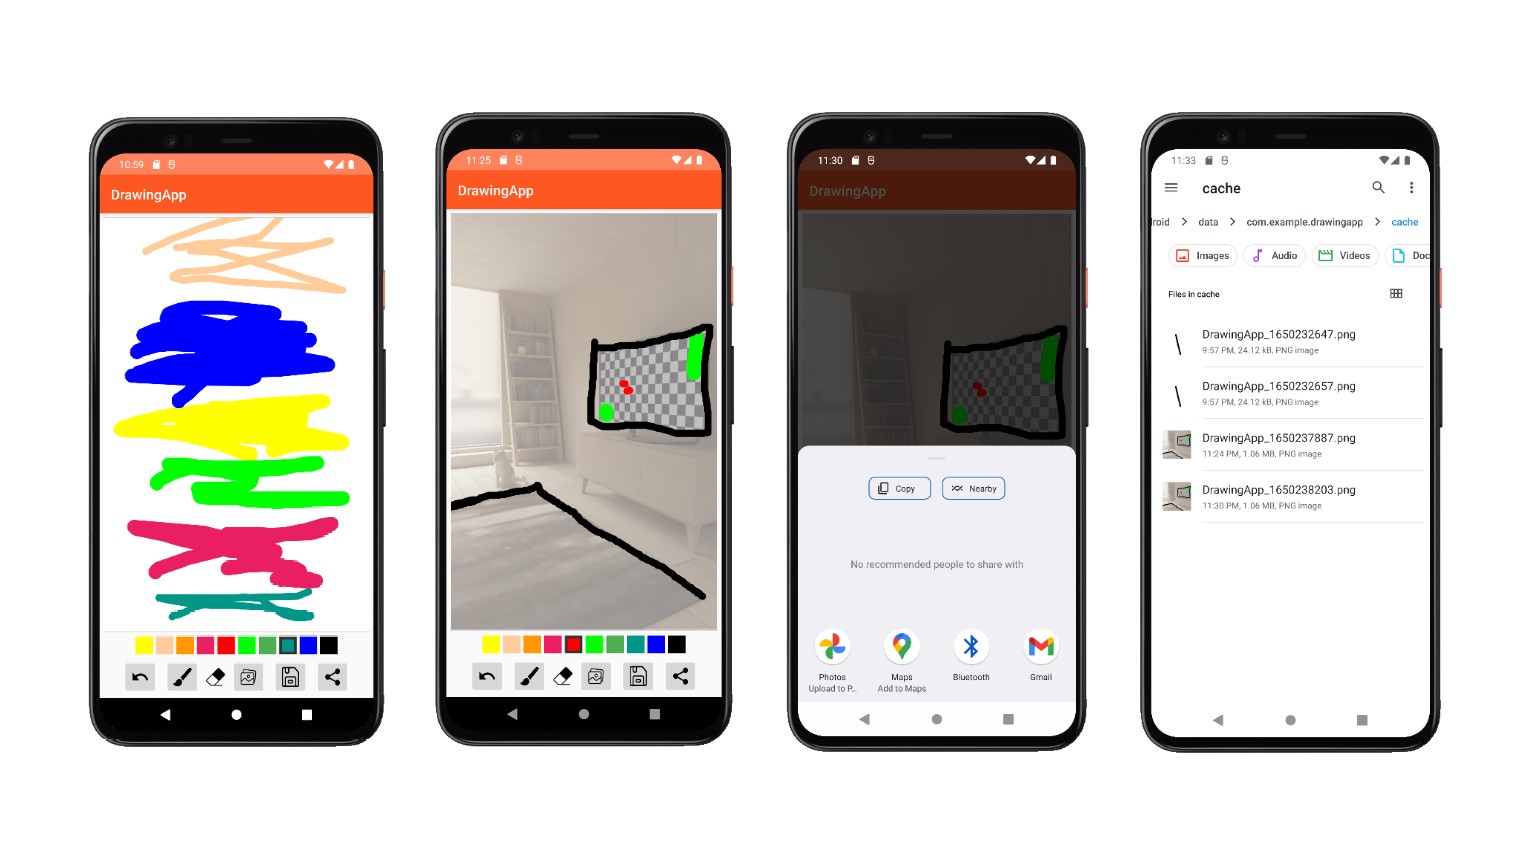 10:59
DrawingApp
11:25
DrawingApp
11:30
DrawingApp
Copy
Nearby
No recommended people to share with
Photos
Upload to P...
Maps
Add to Maps
Bluetooth
Gmail
11:33
cache
lroid > data > com.example.drawingapp > cache
Images
Audio
Videos
Doc
Files in cache
DrawingApp_1650232647.png
9:57 PM, 24.12 kB, PNG image
DrawingApp_1650232657.png
9:57 PM, 24.12 kB, PNG image
DrawingApp_1650237887.png
11:24 PM, 1.06 MB, PNG image
DrawingApp_1650238203.png
11:30 PM, 1.06 MB, PNG image